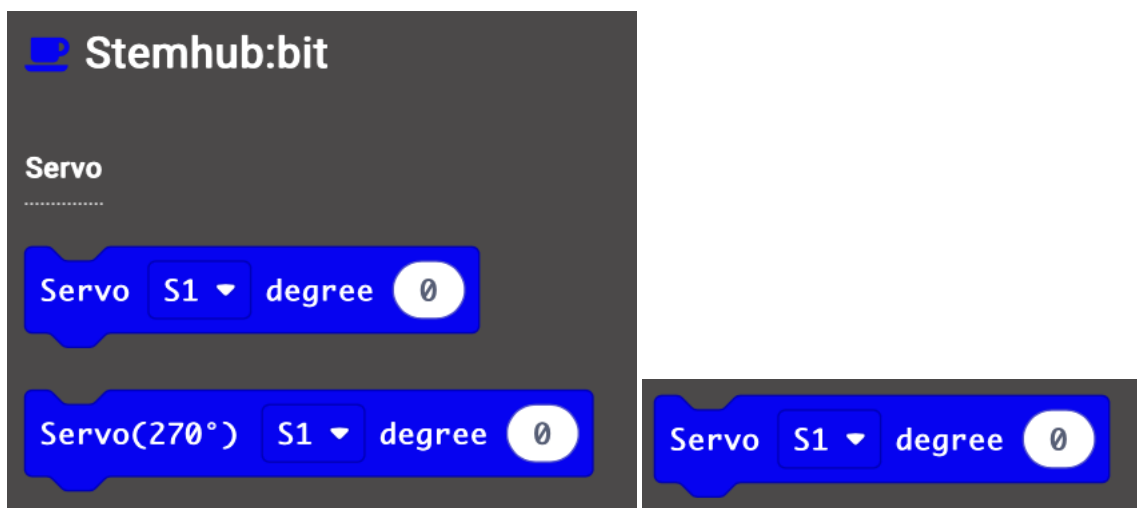 Stemhub:bit
Servo
Servo S1 degree 0
Servo(270°) S1 degree 0
Servo S1 degree 0